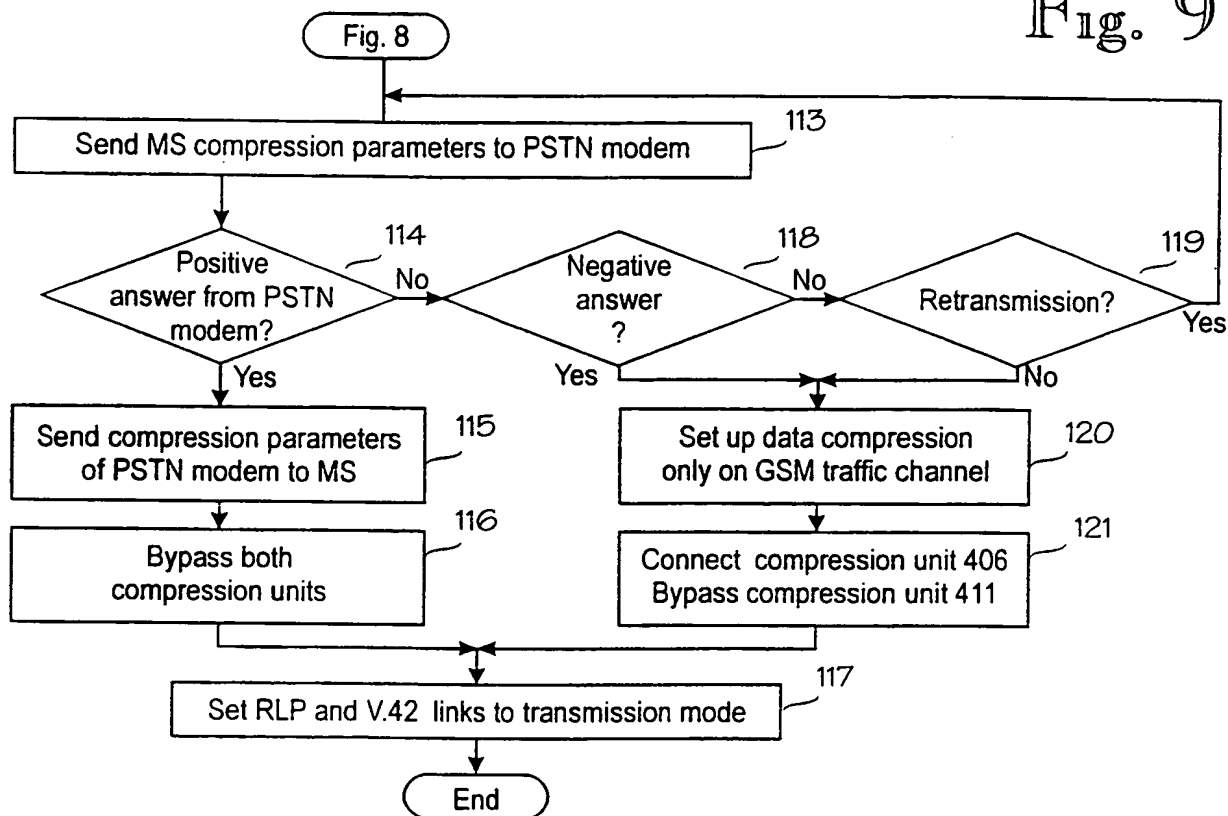 Fig. 9
Fig. 8
113
Send MS compression parameters to PSTN modem
114
Positive
answer from PSTN
modem?
No
118
Negative
answer
?
No
119
Retransmission?
Yes
Yes
Yes
No
115
Send compression parameters
of PSTN modem to MS
120
Set up data compression
only on GSM traffic channel
116
Bypass both
compression units
121
Connect compression unit 406
Bypass compression unit 411
117
Set RLP and V.42 links to transmission mode
End